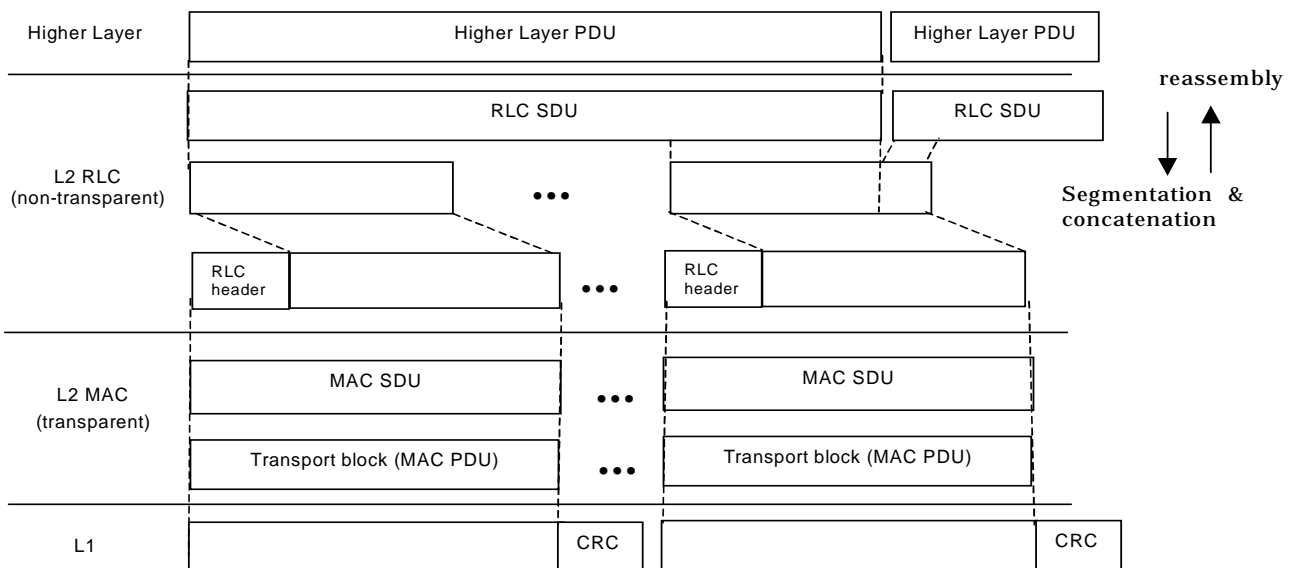 Higher Layer
Higher Layer PDU
Higher Layer PDU
reassembly
RLC SDU
RLC SDU
L2 RLC
(non-transparent)
Segmentation &
concatenation
RLC
header
RLC
header
L2 MAC
(transparent)
MAC SDU
MAC SDU
Transport block (MAC PDU)
Transport block (MAC PDU)
L1
CRC
CRC